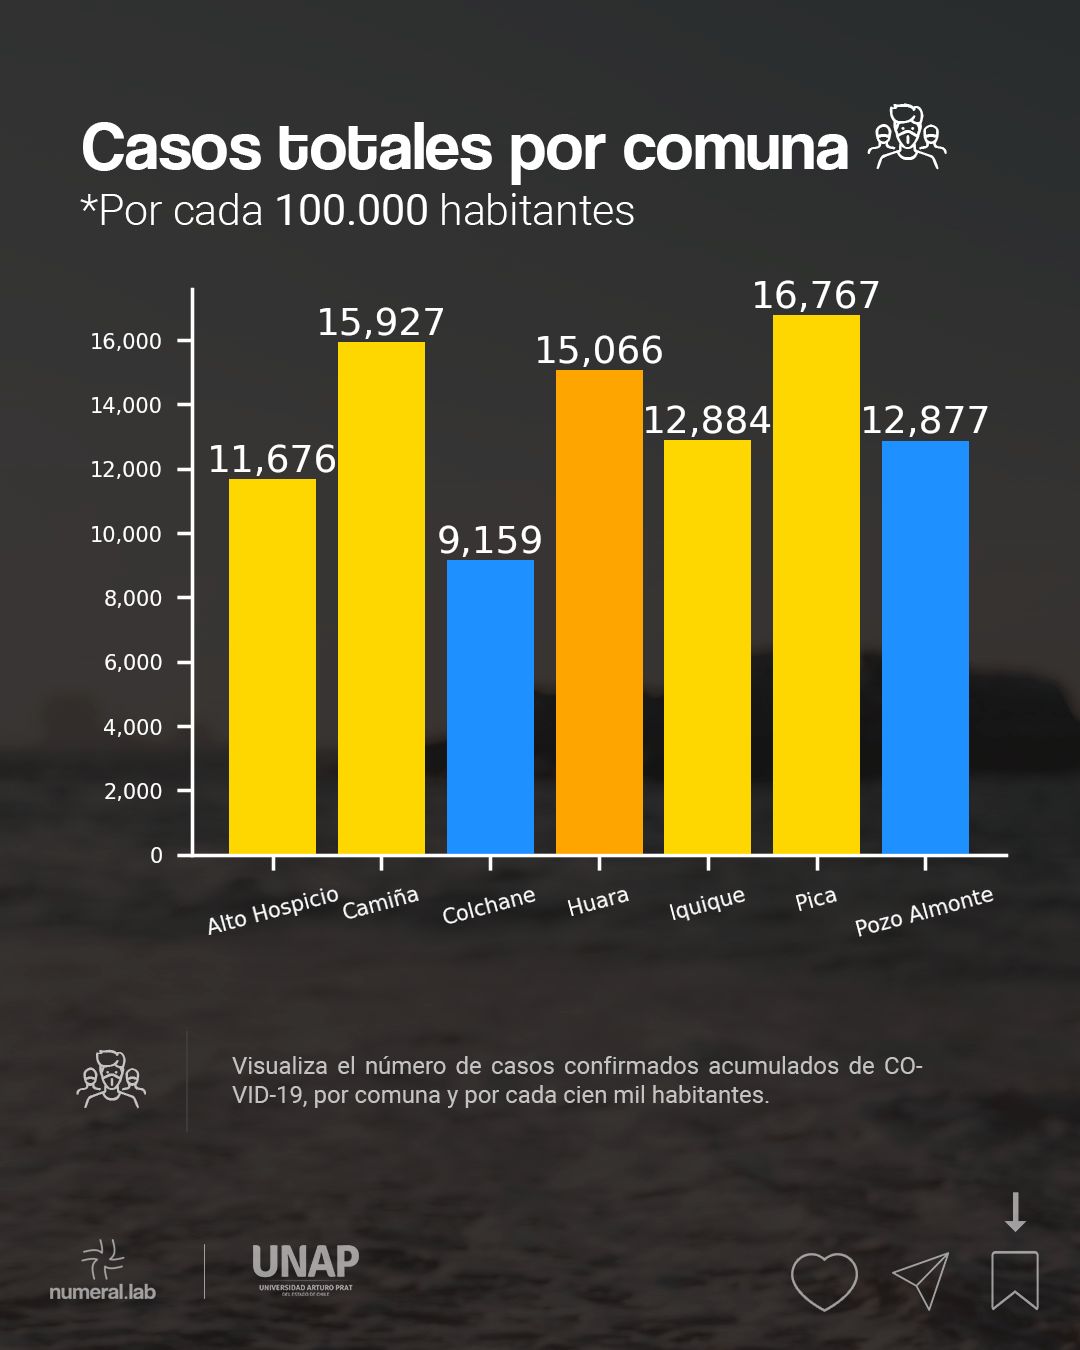 Casos totales por comuna
*Por cada 100.000 habitantes
16,767
15,927
15,066
12,884
12,877
11,676
9,159
16,000
14,000
12,000
10,000
8,000
6,000
4,000
2,000
0
Alto Hospicio
Camiña
Colchane
Huara
Iquique
Pica
Pozo Almonte
Visualiza el número de casos confirmados acumulados de CO-
VID-19, por comuna y por cada cien mil habitantes.
numeral.lab
UNAP
UNIVERSIDAD ARTURO PRAT
DEL ESTADO DE CHILE